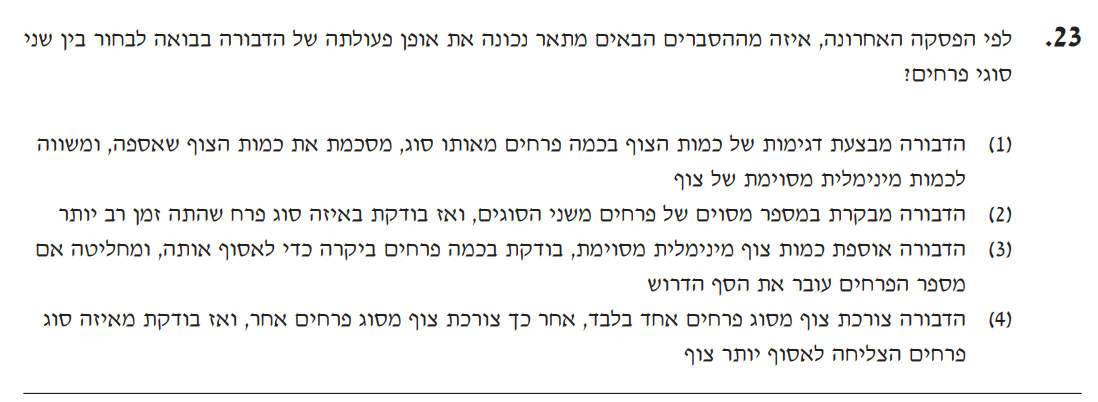 23. לפי הפסקה האחרונה, איזה מההסברים הבאים מתאר נכונה את אופן פעולתה של הדבורה בבואה לבחור בין שני
סוגי פרחים?
(1) הדבורה מבצעת דגימות של כמות הצוף בכמה פרחים מאותו סוג, מסכמת את כמות הצוף שאספה, ומשווה
לכמות מינימלית מסוימת של צוף
(2) הדבורה מבקרת במספר מסוים של פרחים משני הסוגים, ואז בודקת באיזה סוג פרח שהתה זמן רב יותר
(3) הדבורה אוספת כמות צוף מינימלית מסוימת, בודקת בכמה פרחים ביקרה כדי לאסוף אותה, ומחליטה אם
מספר הפרחים עובר את הסף הדרוש
(4) הדבורה צורכת צוף מסוג פרחים אחד בלבד, אחר כך צורכת צוף מסוג פרחים אחר, ואז בודקת מאיזה סוג
פרחים הצליחה לאסוף יותר צוף